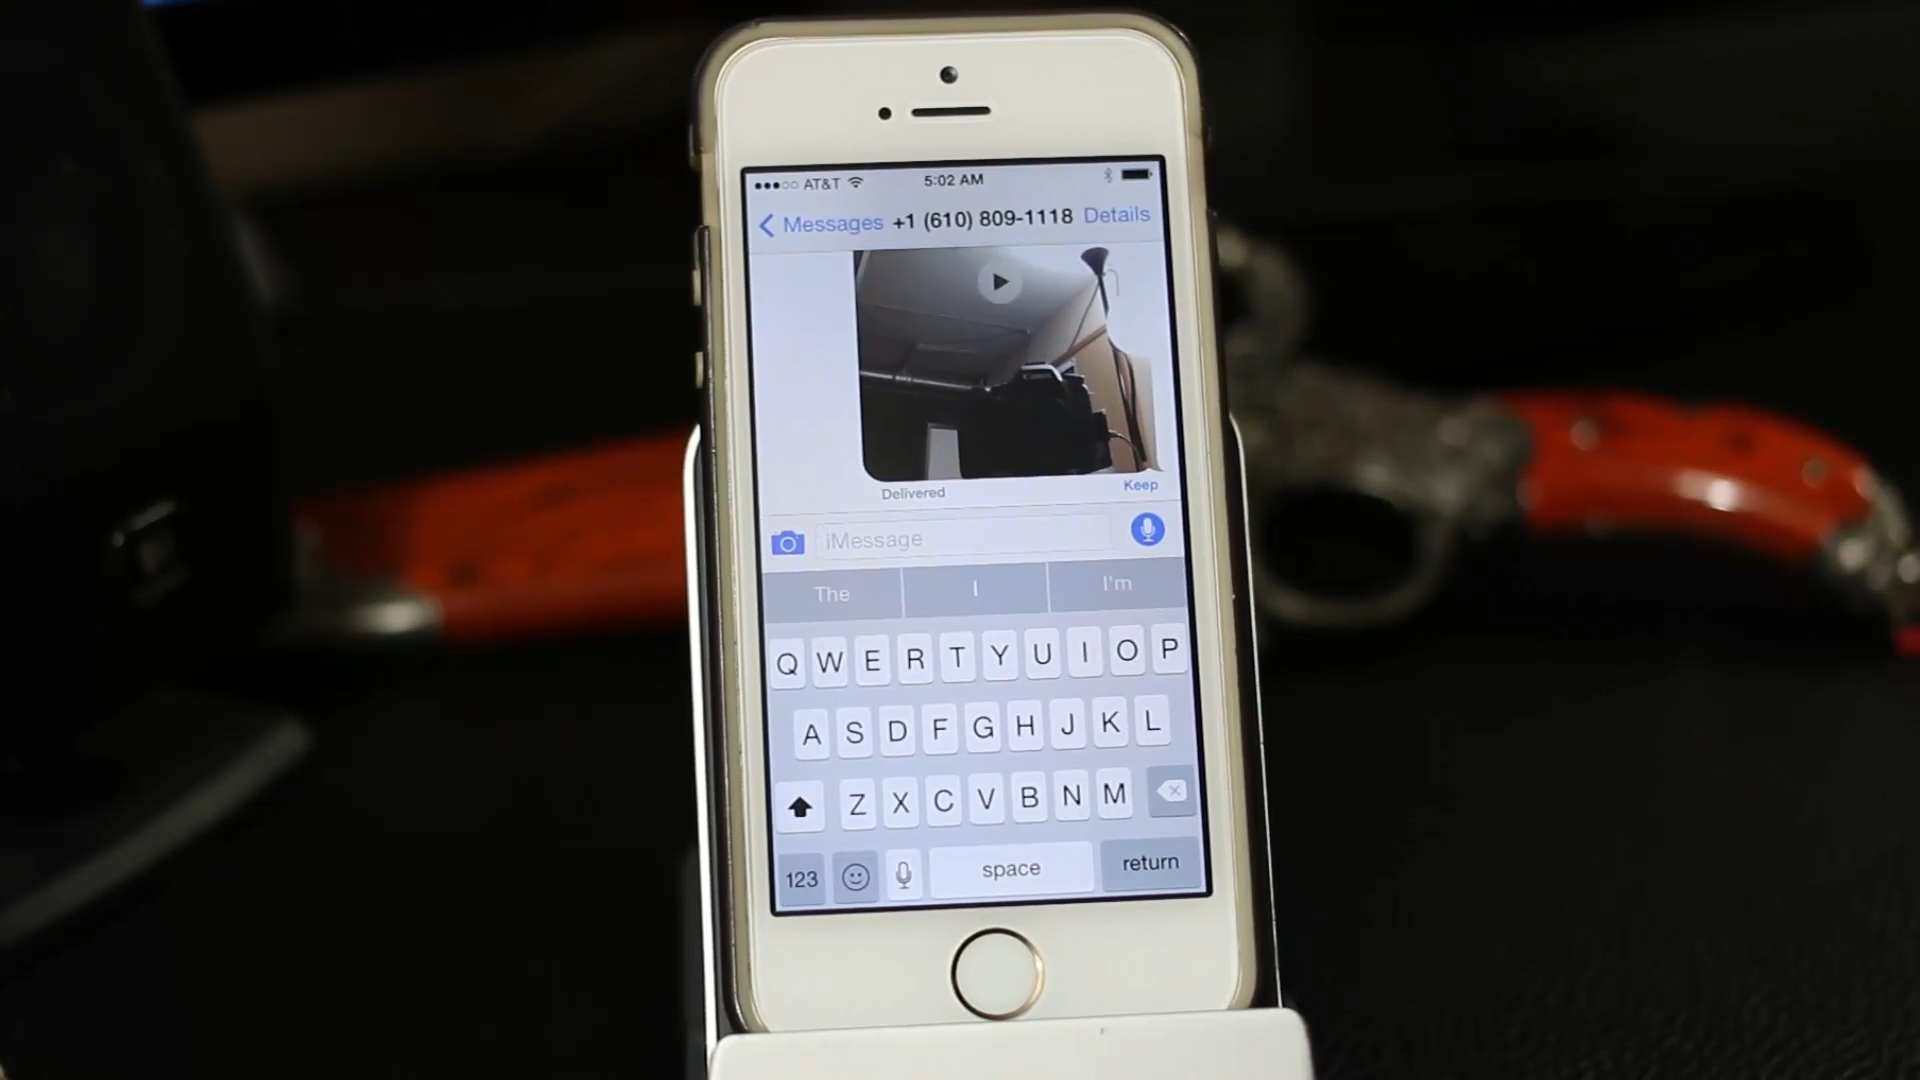 AT&T 5:02 AM
Messages +1 (610) 809-1118 Details
Delivered Keep
iMessage
The I I'm
Q W E R T Y U I O P
A S D F G H J K L
Z X C V B N M
123 space return